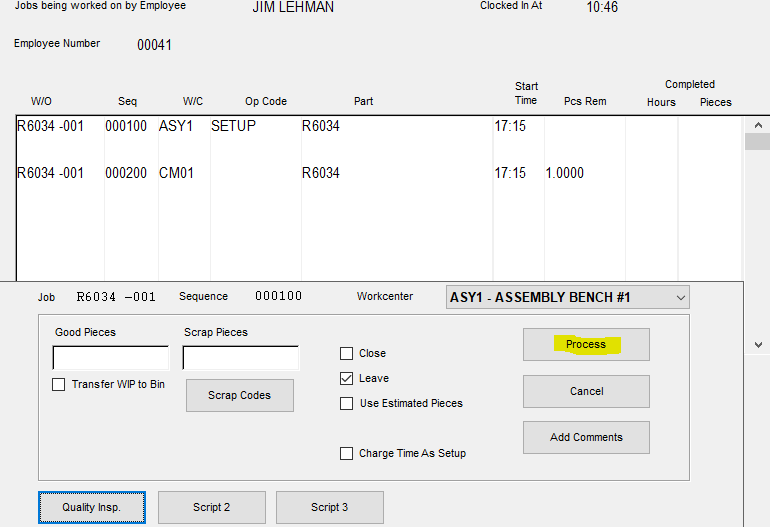 Jobs being worked on by Employee JIM LEHMAN Clocked In At 10:46
Employee Number 00041
Completed
W/O Seq W/C Op Code Part Start Time Pcs Rem Hours Pieces
R6034 -001 000100 ASY1 SETUP R6034 17:15
R6034 -001 000200 CM01 R6034 17:15 1.0000
Job R6034 -001 Sequence 000100 Workcenter ASY1 - ASSEMBLY BENCH #1
Good Pieces Scrap Pieces
Process
Close
Transfer WIP to Bin
Leave
Scrap Codes
Cancel
Use Estimated Pieces
Add Comments
Charge Time As Setup
Quality Insp. Script 2 Script 3